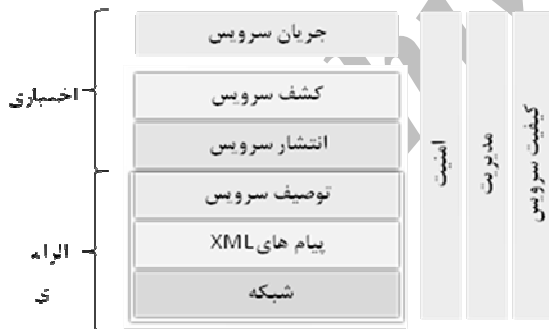 جریان سرویس
کشف سرویس
انتشار سرویس
توصیف سرویس
پیام های XML
شبکه
اختیاری
الزام
ی
امنیت
مدیریت
کیفیت سرویس